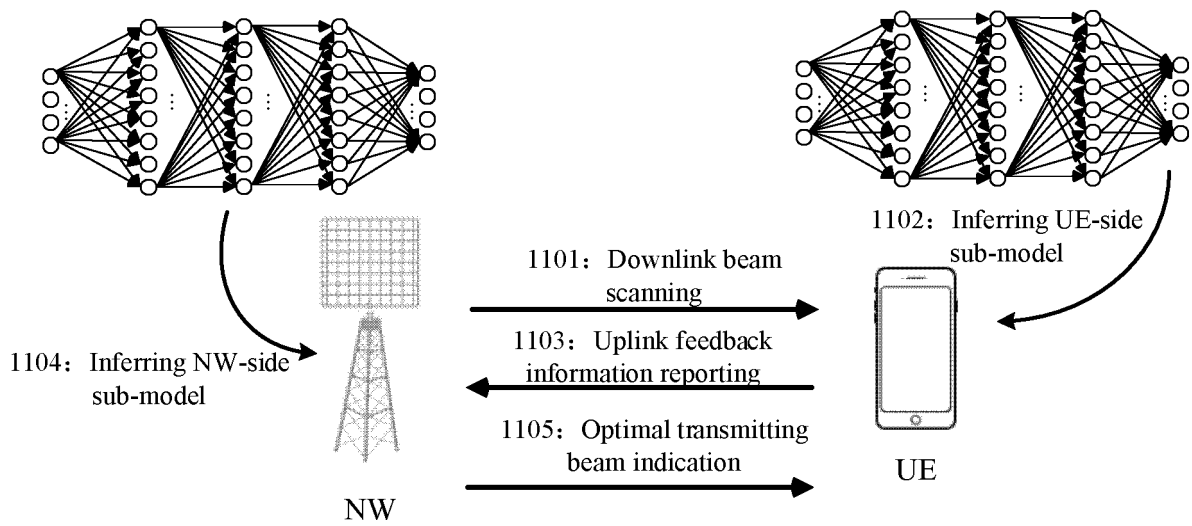 1102：Inferring UE-side
sub-model
1101：Downlink beam
scanning
1103：Uplink feedback
information reporting
1104：Inferring NW-side
sub-model
1105：Optimal transmitting
beam indication
UE
NW